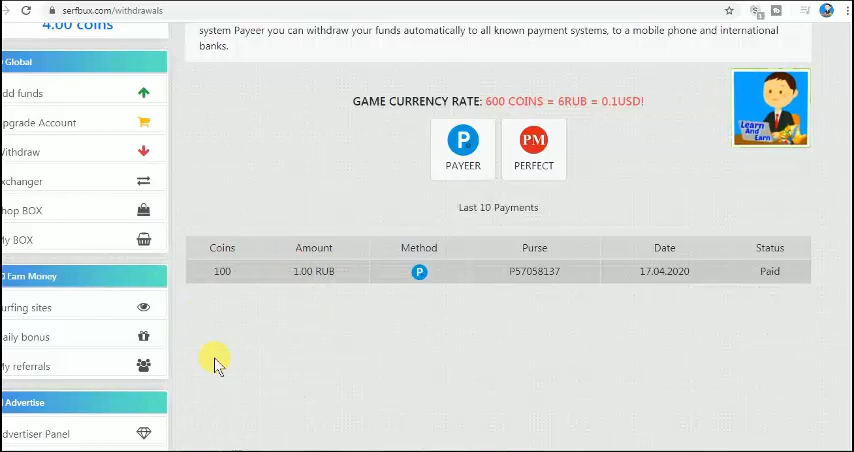 serfbux.com/withdrawals
4.00 coins
system Payeer you can withdraw your funds automatically to all known payment systems, to a mobile phone and international
banks.
Global
dd funds
pgrade Account
Withdraw
xchanger
hop BOX
My BOX
Earn Money
urfing sites
aily bonus
My referrals
Advertise
dvertiser Panel
GAME CURRENCY RATE: 600 COINS = 6RUB = 0.1USD!
Learn
And
Earn
P
PAYEER
PM
PERFECT
Last 10 Payments
Coins Amount Method Purse Date Status
100 1.00 RUB P P57058137 17.04.2020 Paid